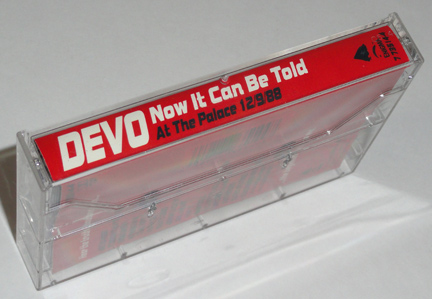 DEVO
Now It Can Be Told
At The Palace 12/9/88